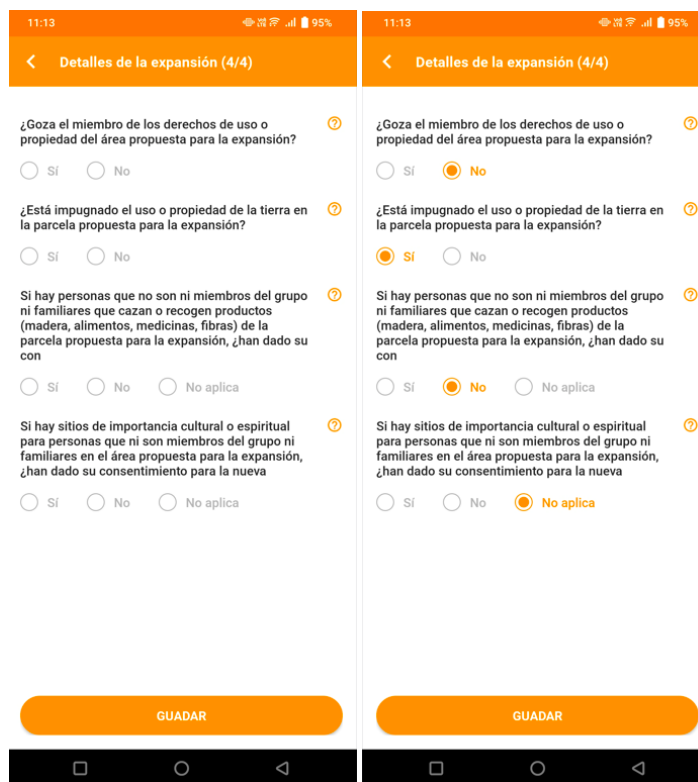 11:13 95%
Detalles de la expansión (4/4)
¿Goza el miembro de los derechos de uso o
propiedad del área propuesta para la expansión?
Sí No
¿Está impugnado el uso o propiedad de la tierra en
la parcela propuesta para la expansión?
Sí No
Si hay personas que no son ni miembros del grupo
ni familiares que cazan o recogen productos
(madera, alimentos, medicinas, fibras) de la
parcela propuesta para la expansión, ¿han dado su
con
Sí No No aplica
Si hay sitios de importancia cultural o espiritual
para personas que ni son miembros del grupo ni
familiares en el área propuesta para la expansión,
¿han dado su consentimiento para la nueva
Sí No No aplica
GUADAR
11:13 95%
Detalles de la expansión (4/4)
¿Goza el miembro de los derechos de uso o
propiedad del área propuesta para la expansión?
Sí No
¿Está impugnado el uso o propiedad de la tierra en
la parcela propuesta para la expansión?
Sí No
Si hay personas que no son ni miembros del grupo
ni familiares que cazan o recogen productos
(madera, alimentos, medicinas, fibras) de la
parcela propuesta para la expansión, ¿han dado su
con
Sí No No aplica
Si hay sitios de importancia cultural o espiritual
para personas que ni son miembros del grupo ni
familiares en el área propuesta para la expansión,
¿han dado su consentimiento para la nueva
Sí No No aplica
GUADAR